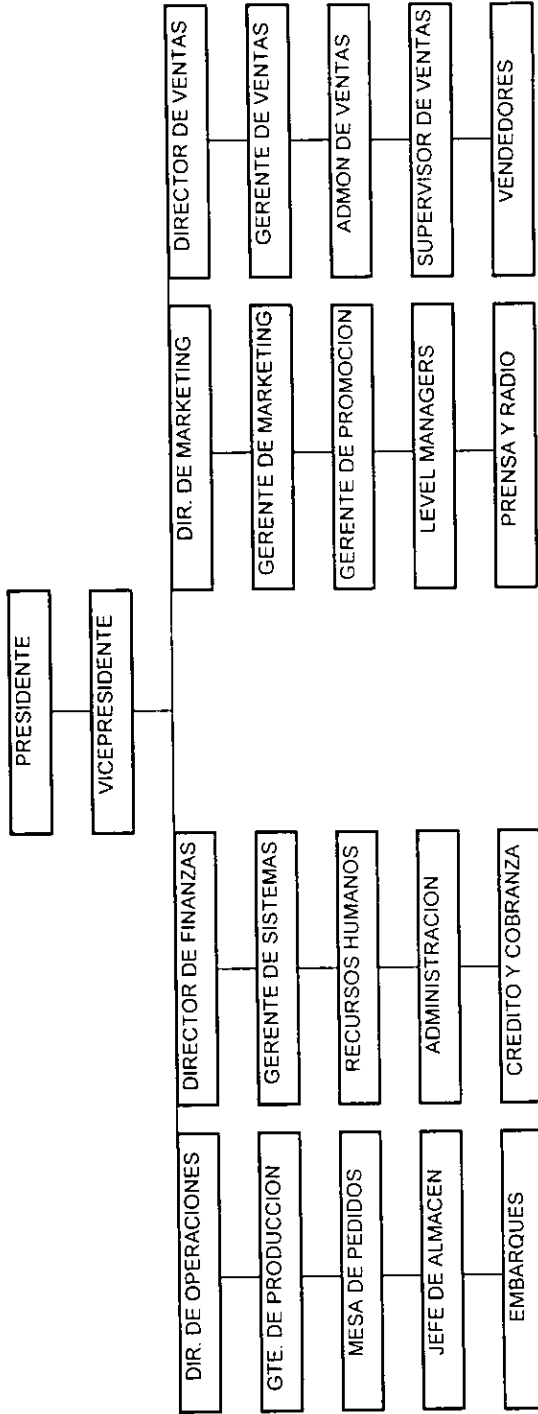 PRESIDENTE
VICEPRESIDENTE
DIR. DE OPERACIONES
DIRECTOR DE FINANZAS
DIR. DE MARKETING
DIRECTOR DE VENTAS
GTE. DE PRODUCCION
GERENTE DE SISTEMAS
GERENTE DE MARKETING
GERENTE DE VENTAS
MESA DE PEDIDOS
RECURSOS HUMANOS
GERENTE DE PROMOCION
ADMON DE VENTAS
JEFE DE ALMACEN
ADMINISTRACION
LEVEL MANAGERS
SUPERVISOR DE VENTAS
EMBARQUES
CREDITO Y COBRANZA
PRENSA Y RADIO
VENDEDORES